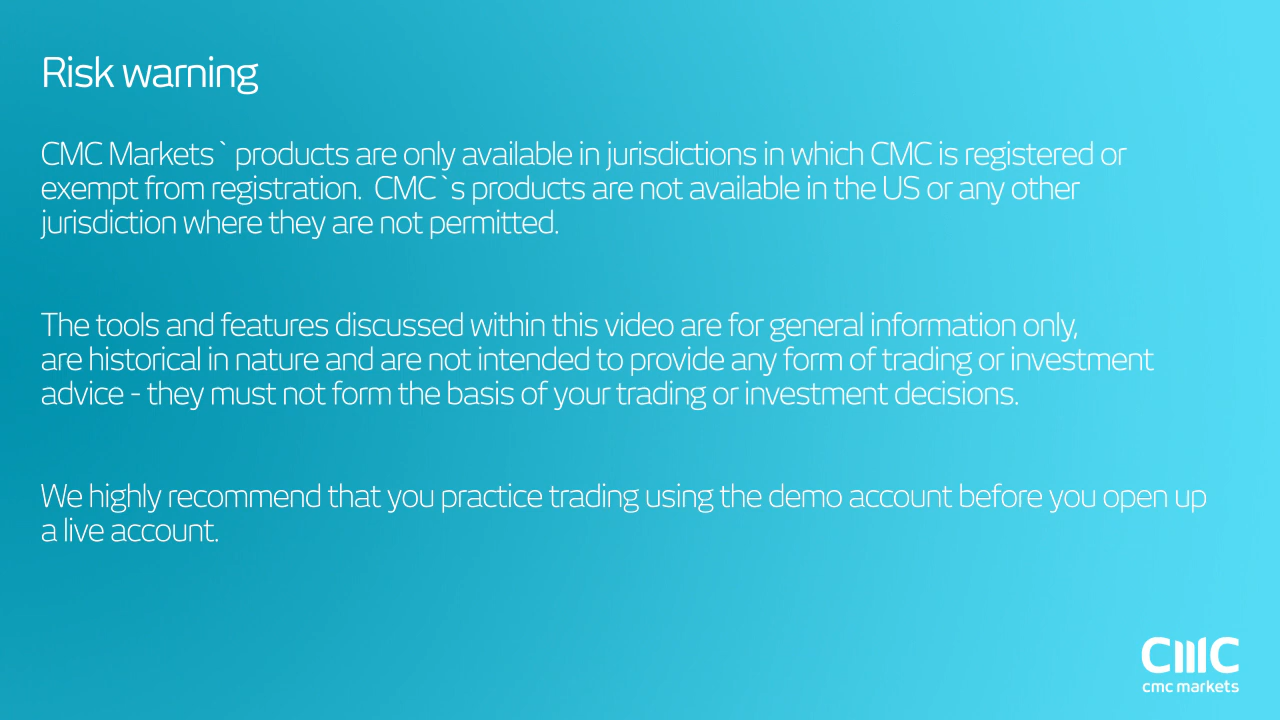 Risk warning
CMC Markets` products are only available in jurisdictions in which CMC is registered or
exempt from registration.  CMC`s products are not available in the US or any other
jurisdiction where they are not permitted.
The tools and features discussed within this video are for general information only,
are historical in nature and are not intended to provide any form of trading or investment
advice - they must not form the basis of your trading or investment decisions.
We highly recommend that you practice trading using the demo account before you open up
a live account.
CMC
cmc markets